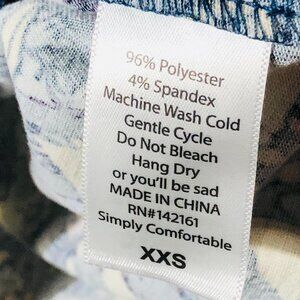 96% Polyester
4% Spandex
Machine Wash Cold
Gentle Cycle
Do Not Bleach
Hang Dry
or you'll be sad
MADE IN CHINA
RN#142161
Simply Comfortable
XXS